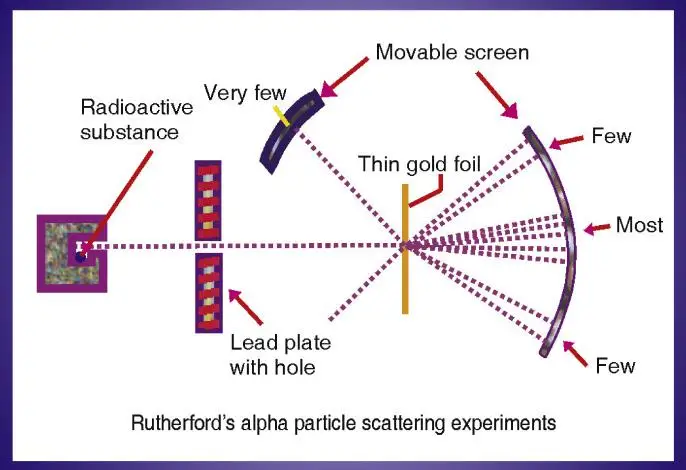 Movable screen
Very few
Radioactive
substance
Few
Thin gold foil
Most
Lead plate
with hole
Few
Rutherford's alpha particle scattering experiments